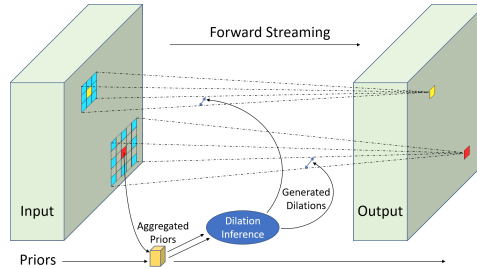 Forward Streaming
Input
Output
Generated
Dilations
Aggregated
Priors
Dilation
Inference
Priors